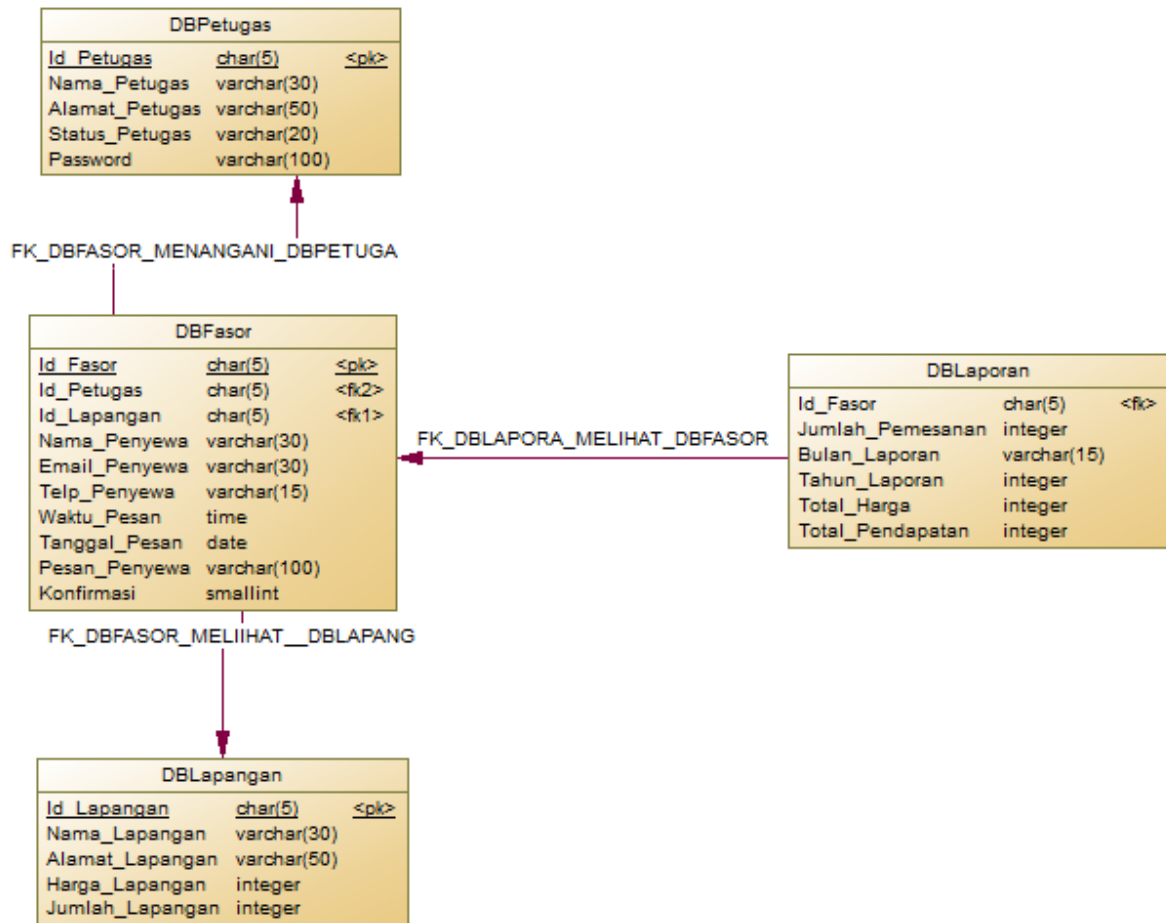 DBPetugas
Id_Petugas char(5) <pk>
Nama_Petugas varchar(30)
Alamat_Petugas varchar(50)
Status_Petugas varchar(20)
Password varchar(100)
FK_DBFASOR_MENANGANI_DBPETUGA
DBFasor
Id_Fasor char(5) <pk>
Id_Petugas char(5) <fk2>
Id_Lapangan char(5) <fk1>
Nama_Penyewa varchar(30)
Email_Penyewa varchar(30)
Telp_Penyewa varchar(15)
Waktu_Pesan time
Tanggal_Pesan date
Pesan_Penyewa varchar(100)
Konfirmasi smallint
FK_DBLAPORA_MELIHAT_DBFASOR
DBLaporan
Id_Fasor char(5) <fk>
Jumlah_Pemesanan integer
Bulan_Laporan varchar(15)
Tahun_Laporan integer
Total_Harga integer
Total_Pendapatan integer
FK_DBFASOR_MELIIHAT__DBLAPANG
DBLapangan
Id_Lapangan char(5) <pk>
Nama_Lapangan varchar(30)
Alamat_Lapangan varchar(50)
Harga_Lapangan integer
Jumlah_Lapangan integer